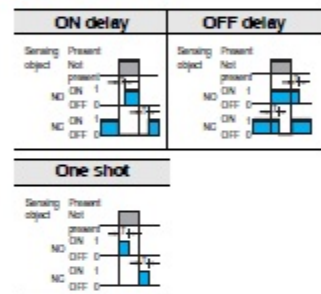 ON delay
OFF delay
Sensing Present
object Not
present
NO ON 1
OFF 0
NC ON 1
OFF 0
Sensing Present
object Not
present
NO ON 1
OFF 0
NC ON 1
OFF 0
One shot
Sensing Present
object Not
present
NO ON 1
OFF 0
NC ON 1
OFF 0